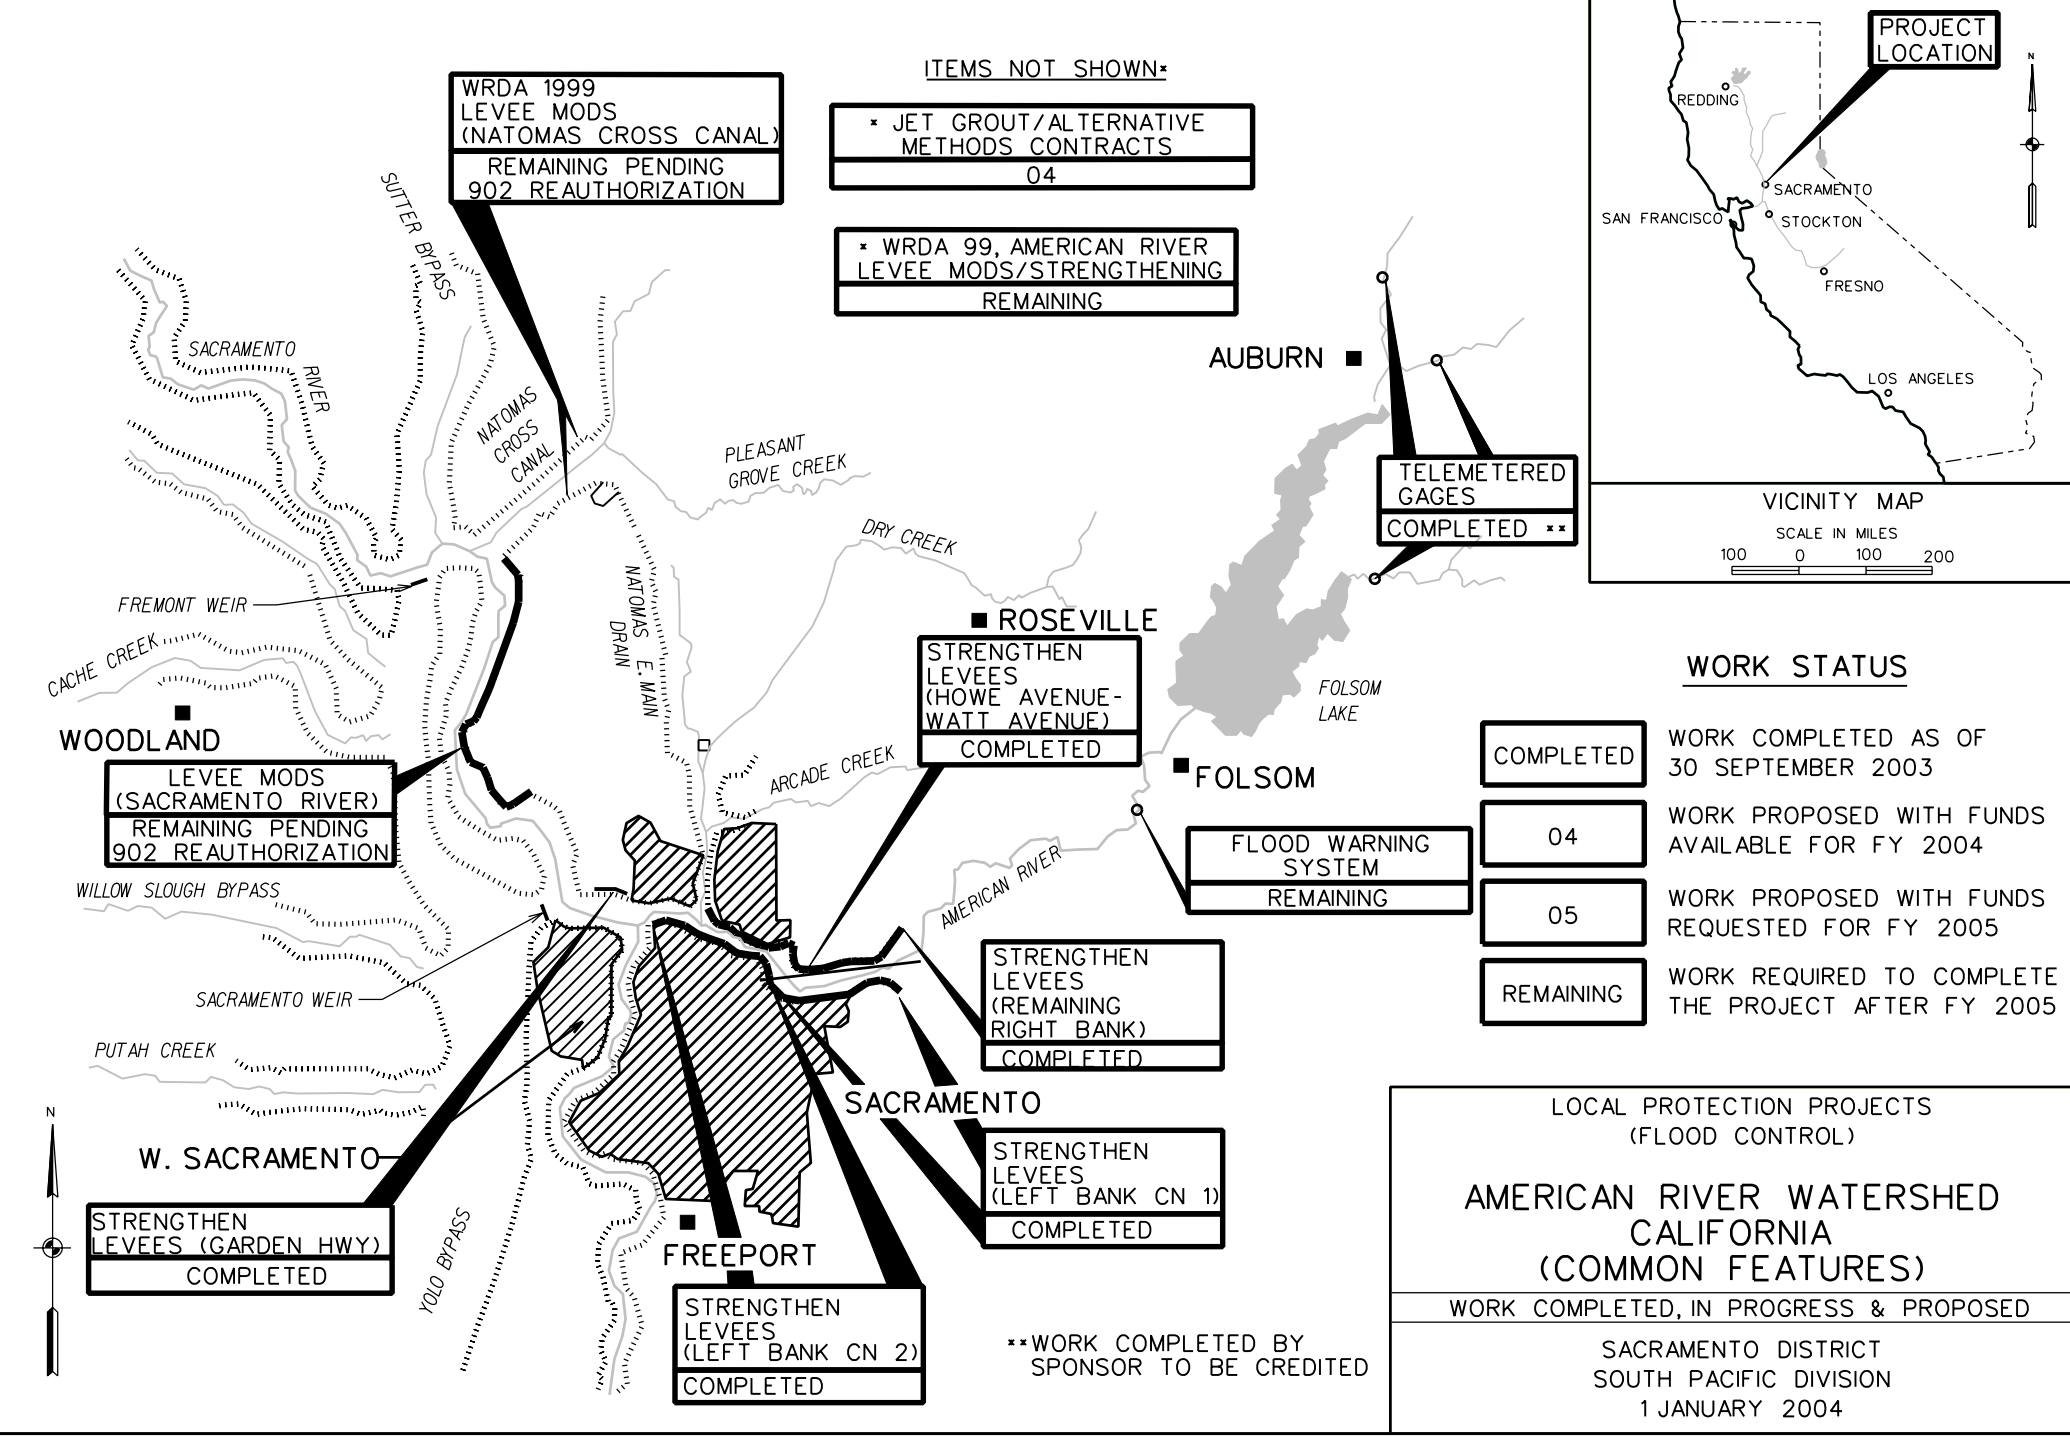 WRDA 1999
LEVEE MODS
(NATOMAS CROSS CANAL)
REMAINING PENDING
902 REAUTHORIZATION
ITEMS NOT SHOWN*
* JET GROUT/ALTERNATIVE
METHODS CONTRACTS
04
* WRDA 99, AMERICAN RIVER
LEVEE MODS/STRENGTHENING
REMAINING
PROJECT
LOCATION
N
REDDING
SACRAMENTO
SAN FRANCISCO
STOCKTON
FRESNO
LOS ANGELES
VICINITY MAP
SCALE IN MILES
100 0 100 200
SUTTER BYPASS
SACRAMENTO
RIVER
NATOMAS
CROSS
CANAL
PLEASANT
GROVE CREEK
DRY CREEK
AUBURN
TELEMETERED
GAGES
COMPLETED **
FREMONT WEIR
CACHE CREEK
NATOMAS E. MAIN
DRAIN
ROSEVILLE
STRENGTHEN
LEVEES
(HOWE AVENUE-
WATT AVENUE)
COMPLETED
FOLSOM
LAKE
WOODLAND
LEVEE MODS
(SACRAMENTO RIVER)
REMAINING PENDING
902 REAUTHORIZATION
ARCADE CREEK
FOLSOM
FLOOD WARNING
SYSTEM
REMAINING
WILLOW SLOUGH BYPASS
AMERICAN RIVER
SACRAMENTO WEIR
PUTAH CREEK
STRENGTHEN
LEVEES
(REMAINING
RIGHT BANK)
COMPLETED
SACRAMENTO
N
W. SACRAMENTO
STRENGTHEN
LEVEES
(LEFT BANK CN 1)
COMPLETED
STRENGTHEN
LEVEES (GARDEN HWY)
COMPLETED
YOLO BYPASS
FREEPORT
STRENGTHEN
LEVEES
(LEFT BANK CN 2)
COMPLETED
**WORK COMPLETED BY
SPONSOR TO BE CREDITED
WORK STATUS
COMPLETED
WORK COMPLETED AS OF
30 SEPTEMBER 2003
04
WORK PROPOSED WITH FUNDS
AVAILABLE FOR FY 2004
05
WORK PROPOSED WITH FUNDS
REQUESTED FOR FY 2005
REMAINING
WORK REQUIRED TO COMPLETE
THE PROJECT AFTER FY 2005
LOCAL PROTECTION PROJECTS
(FLOOD CONTROL)
AMERICAN RIVER WATERSHED
CALIFORNIA
(COMMON FEATURES)
WORK COMPLETED, IN PROGRESS & PROPOSED
SACRAMENTO DISTRICT
SOUTH PACIFIC DIVISION
1 JANUARY 2004